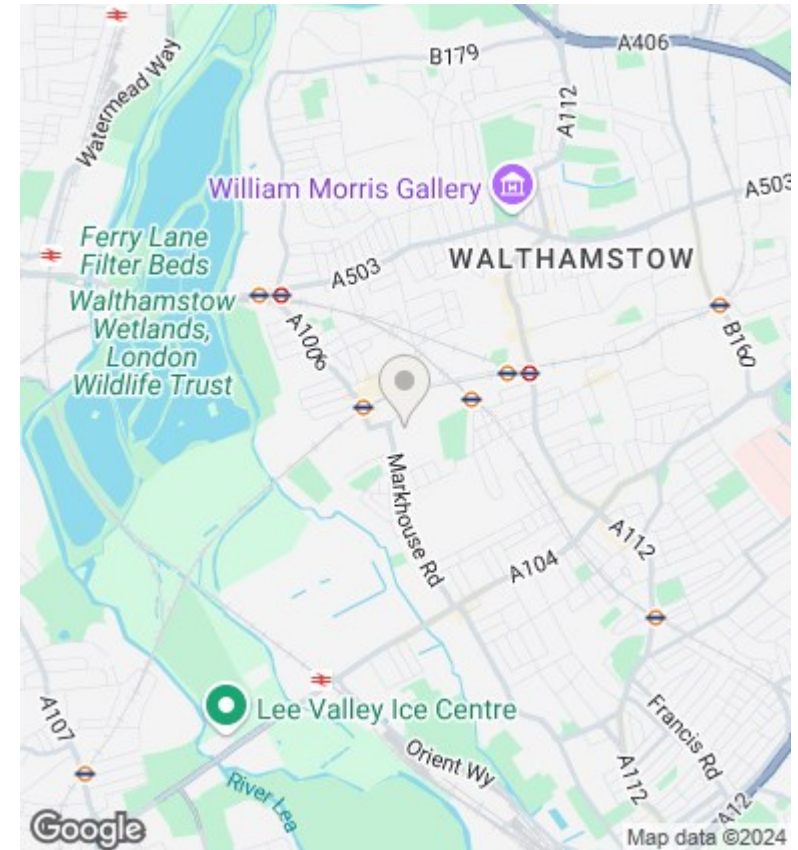 A406
B179
Watermead Way
A112
William Morris Gallery
A503
Ferry Lane
Filter Beds
WALTHAMSTOW
A503
Walthamstow
Wetlands,
London
Wildlife Trust
A1006
B160
Markhouse Rd
A112
A104
Lee Valley Ice Centre
A107
Orient Wy
Francis Rd
River Lea
A112
A12
Google
Map data ©2024